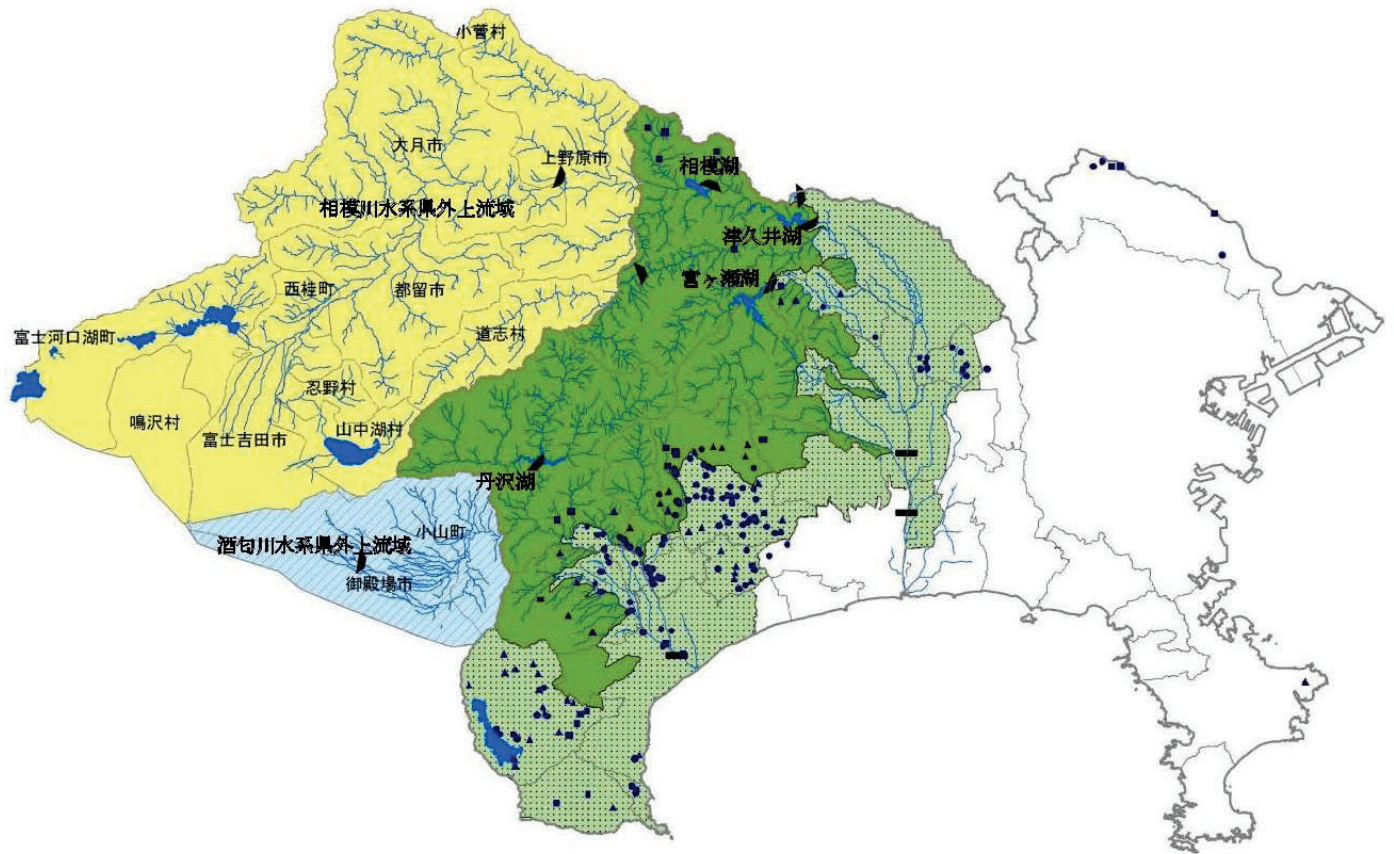 小菅村
大月市
上野原市
相模湖
相模川水系県外上流域
津久井湖
宮ヶ瀬湖
西桂町
都留市
道志村
富士河口湖町
忍野村
鳴沢村
富士吉田市
山中湖村
丹沢湖
小山町
酒匂川水系県外上流域
御殿場市